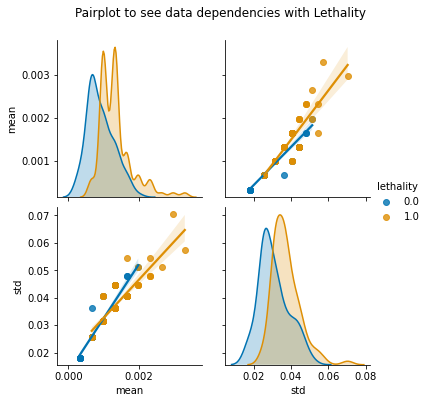 Pairplot to see data dependencies with Lethality
0.003
0.002
0.001
mean
lethality
0.0
1.0
0.07
0.06
0.05
0.04
0.03
0.02
std
0.000 0.002
mean
0.02 0.04 0.06 0.08
std